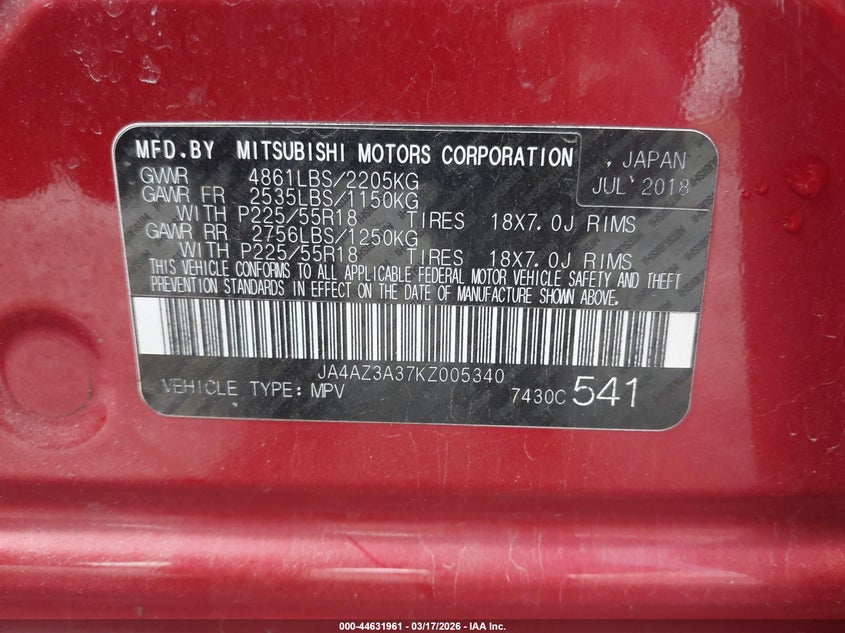 MFD.BY MITSUBISHI MOTORS CORPORATION , JAPAN
GVWR 4861LBS/2205KG JUL 2018
GAWR FR 2535LBS/1150KG
WITH P225/55R18 TIRES 18X7.0J RIMS
GAWR RR 2756LBS/1250KG
WITH P225/55R18 TIRES 18X7.0J RIMS
THIS VEHICLE CONFORMS TO ALL APPLICABLE FEDERAL MOTOR VEHICLE SAFETY AND THEFT
PREVENTION STANDARDS IN EFFECT ON THE DATE OF MANUFACTURE SHOWN ABOVE.
JA4AZ3A37KZ005340
VEHICLE TYPE: MPV 7430C 541
000-44631961 | 03/17/2026 - IAA Inc.